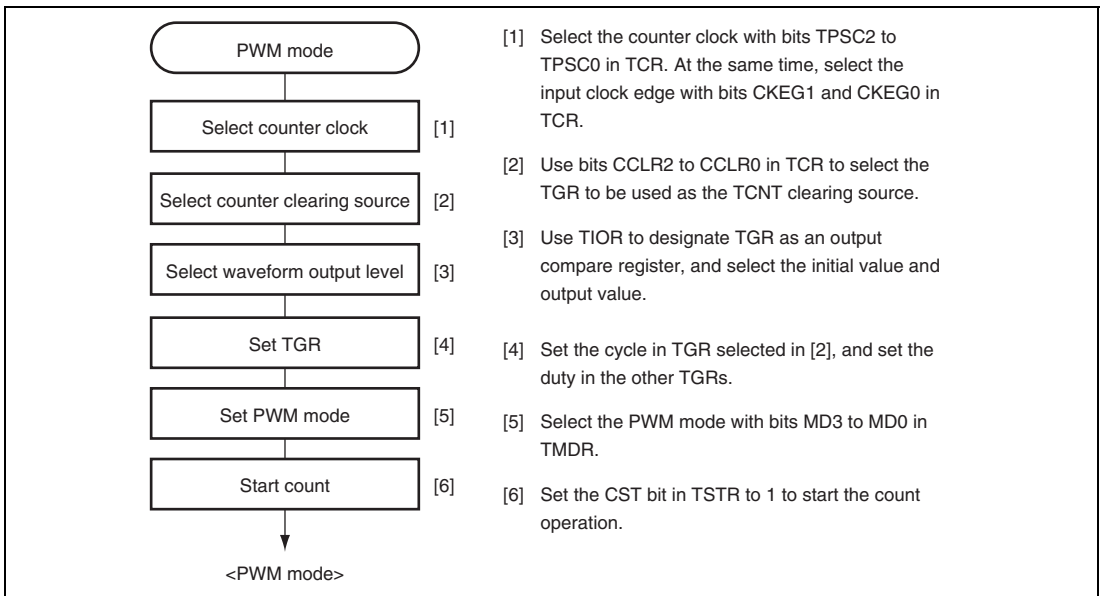 PWM mode
Select counter clock [1]
Select counter clearing source [2]
Select waveform output level [3]
Set TGR [4]
Set PWM mode [5]
Start count [6]
<PWM mode>
[1] Select the counter clock with bits TPSC2 to
TPSC0 in TCR. At the same time, select the
input clock edge with bits CKEG1 and CKEG0 in
TCR.
[2] Use bits CCLR2 to CCLR0 in TCR to select the
TGR to be used as the TCNT clearing source.
[3] Use TIOR to designate TGR as an output
compare register, and select the initial value and
output value.
[4] Set the cycle in TGR selected in [2], and set the
duty in the other TGRs.
[5] Select the PWM mode with bits MD3 to MD0 in
TMDR.
[6] Set the CST bit in TSTR to 1 to start the count
operation.